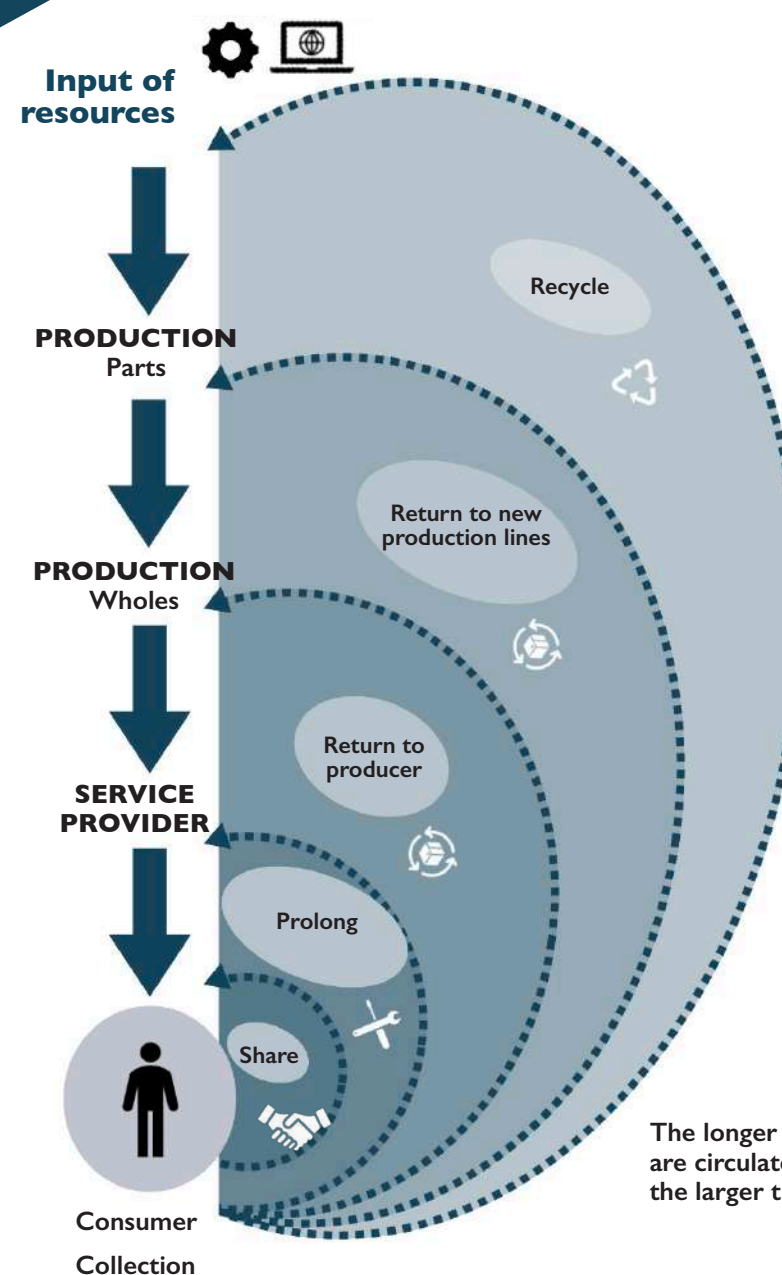 Input of
resources
Recycle
PRODUCTION
Parts
Return to new
production lines
PRODUCTION
Wholes
Return to
producer
SERVICE
PROVIDER
Prolong
Share
The longer
are circulate
the larger t
Consumer
Collection